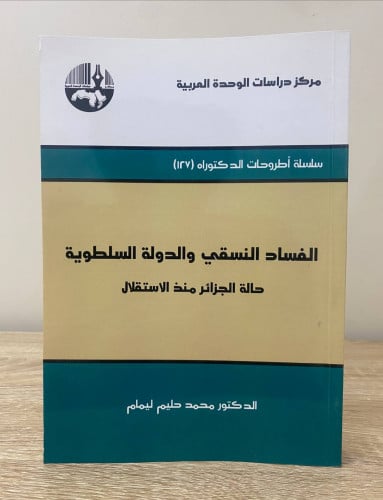 مركز دراسات الوحدة العربية
سلسلة أطروحات الدكتوراه (١٢٧)
الفساد النسقي والدولة السلطوية
حالة الجزائر منذ الاستقلال
الدكتور محمد حليم ليمام